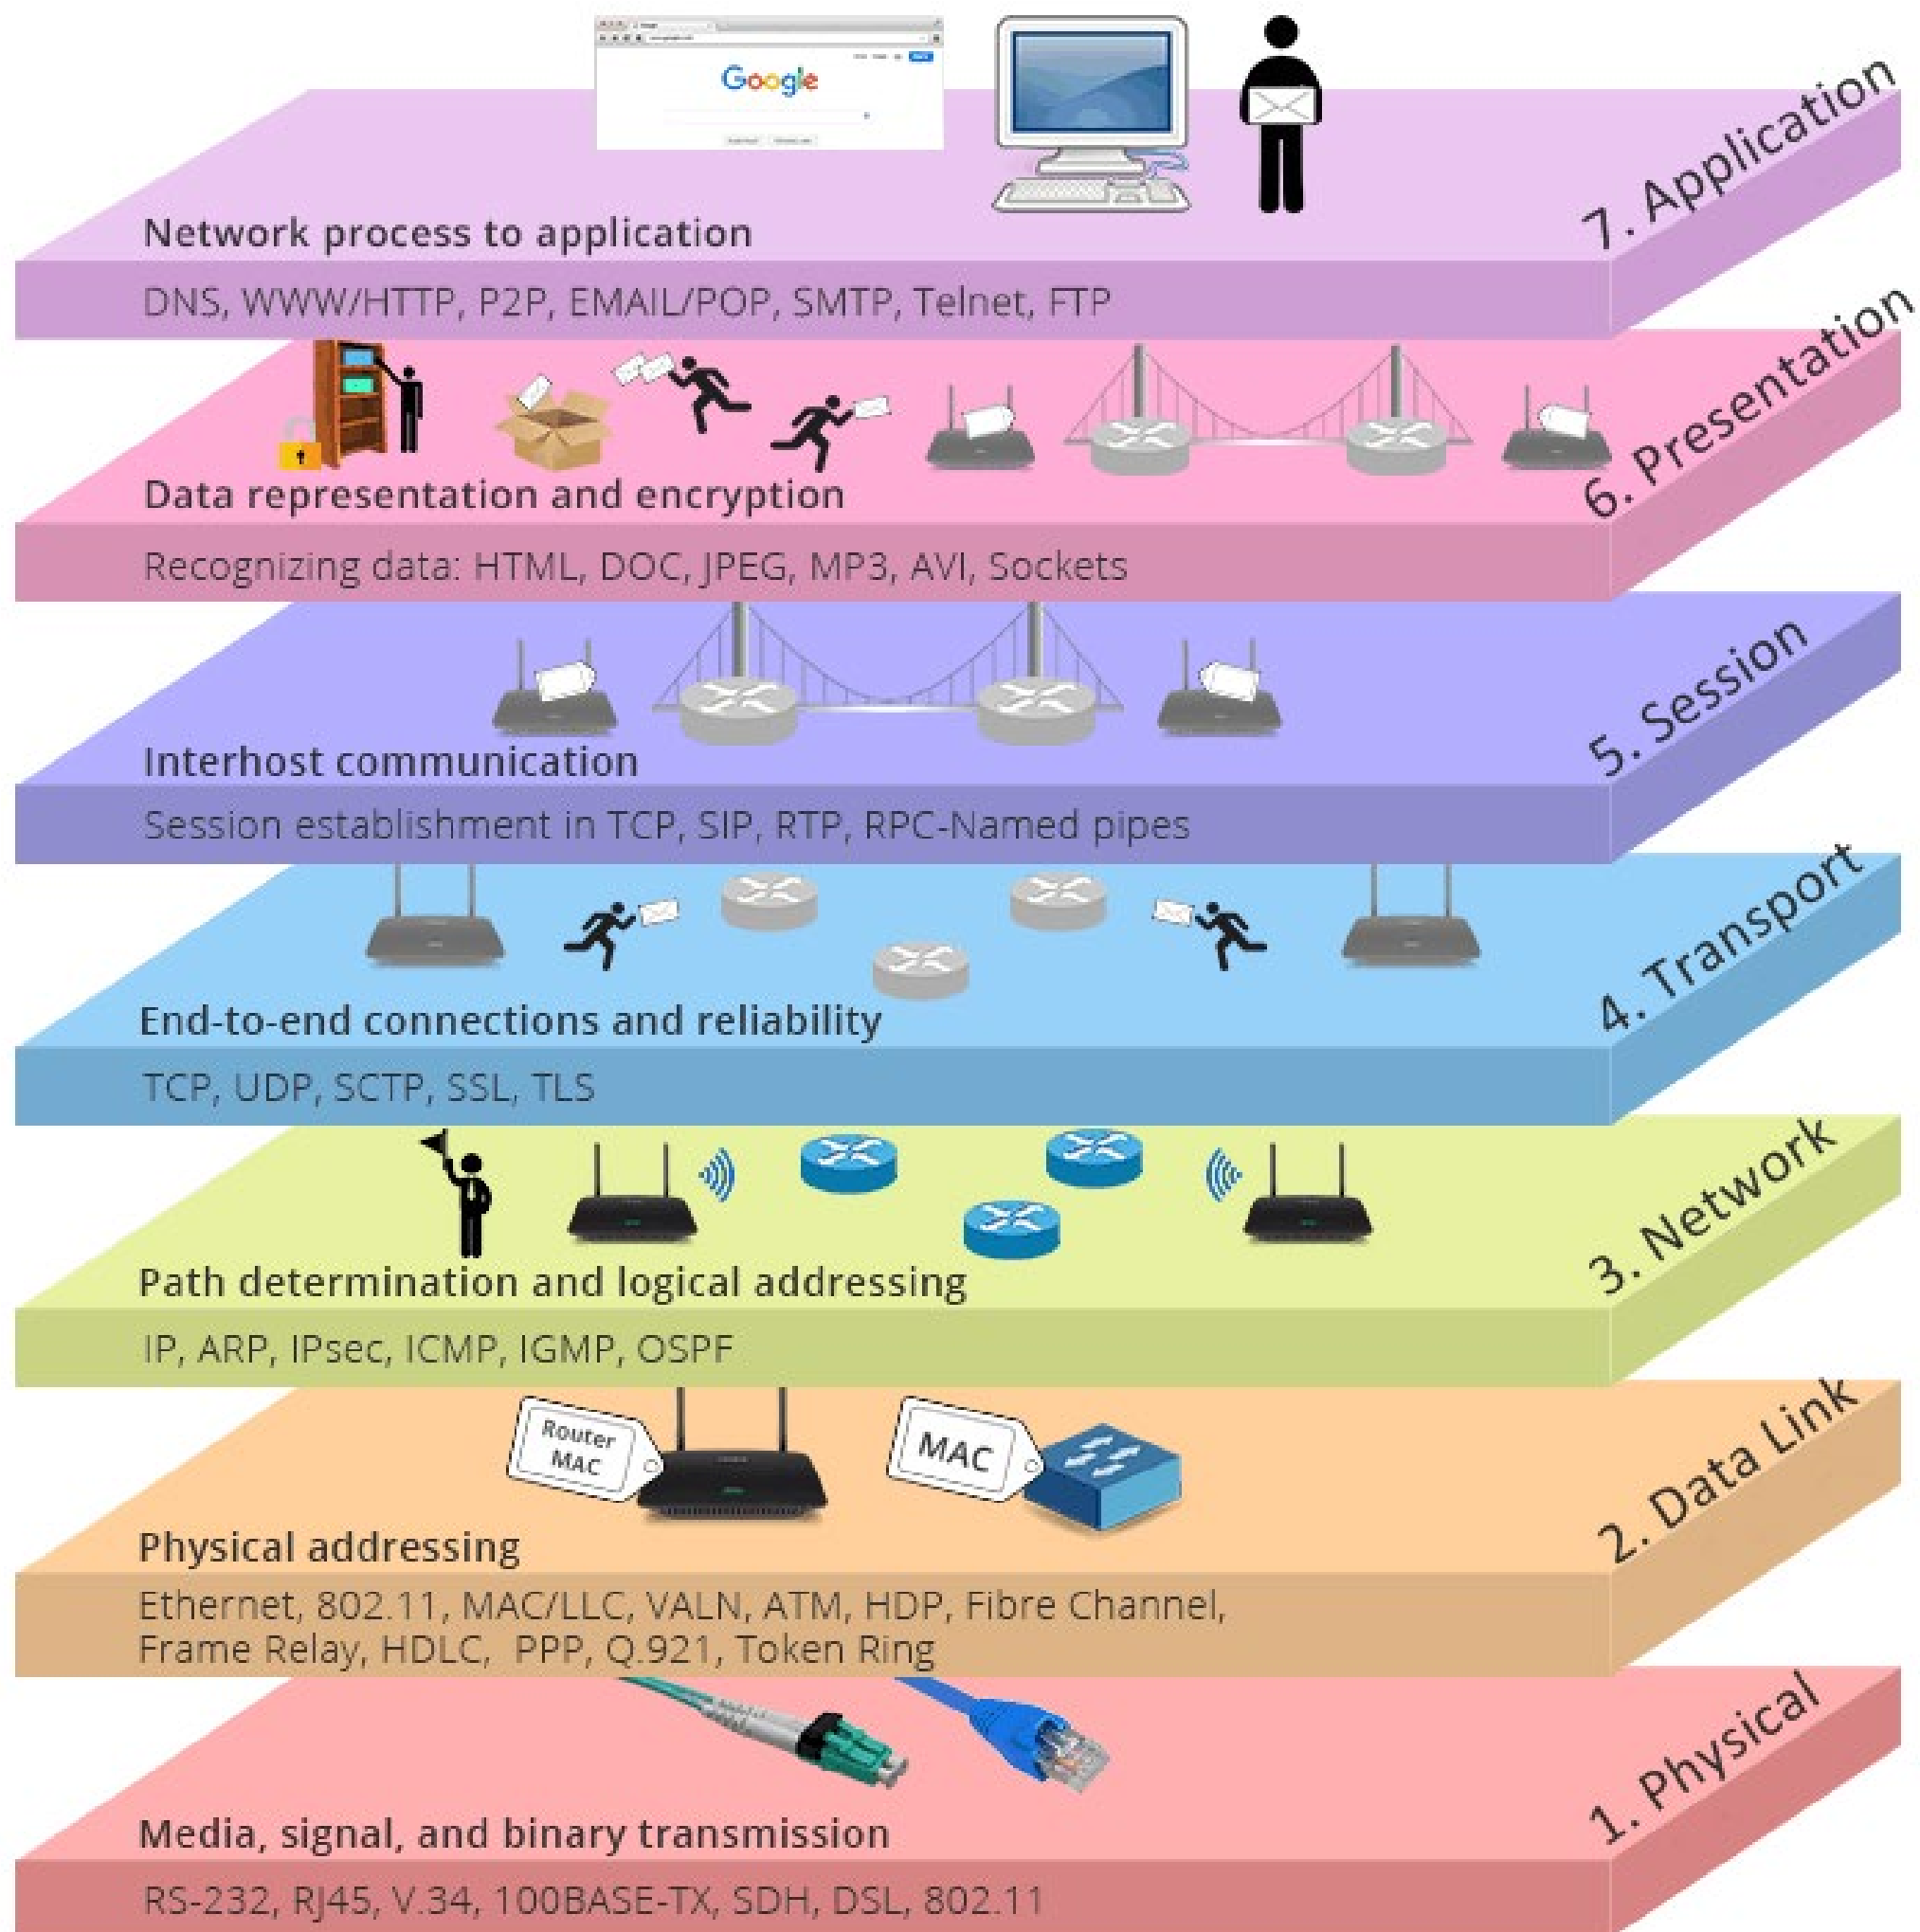 Google
7. Application
Network process to application
DNS, WWW/HTTP, P2P, EMAIL/POP, SMTP, Telnet, FTP
6. Presentation
Data representation and encryption
Recognizing data: HTML, DOC, JPEG, MP3, AVI, Sockets
5. Session
Interhost communication
Session establishment in TCP, SIP, RTP, RPC-Named pipes
4. Transport
End-to-end connections and reliability
TCP, UDP, SCTP, SSL, TLS
3. Network
Path determination and logical addressing
IP, ARP, IPsec, ICMP, IGMP, OSPF
2. Data Link
Router
MAC
MAC
Physical addressing
Ethernet, 802.11, MAC/LLC, VALN, ATM, HDP, Fibre Channel,
Frame Relay, HDLC, PPP, Q.921, Token Ring
1. Physical
Media, signal, and binary transmission
RS-232, RJ45, V.34, 100BASE-TX, SDH, DSL, 802.11